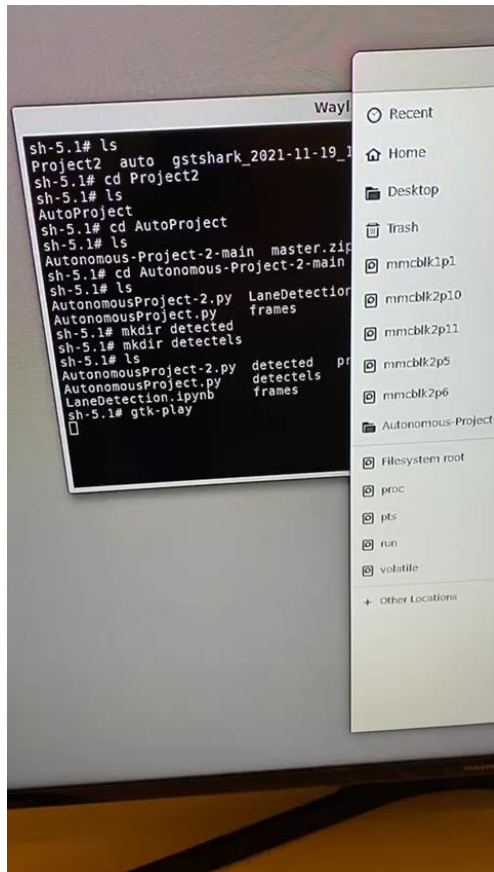 Wayl
sh-5.1# ls
Project2 auto gstshark_2021-11-19_1
sh-5.1# cd Project2
sh-5.1# ls
AutoProject
sh-5.1# cd AutoProject
sh-5.1# ls
Autonomous-Project-2-main master.zip
sh-5.1# cd Autonomous-Project-2-main
sh-5.1# ls
AutonomousProject-2.py LaneDetection
AutonomousProject.py frames
sh-5.1# mkdir detected
sh-5.1# mkdir detectels
sh-5.1# ls
AutonomousProject-2.py detected pr
AutonomousProject.py detectels
LaneDetection.ipynb frames
sh-5.1# gtk-play
Recent
Home
Desktop
Trash
mmcblk1p1
mmcblk2p10
mmcblk2p11
mmcblk2p5
mmcblk2p6
Autonomous-Project
Filesystem root
proc
pts
run
volatile
+ Other Locations